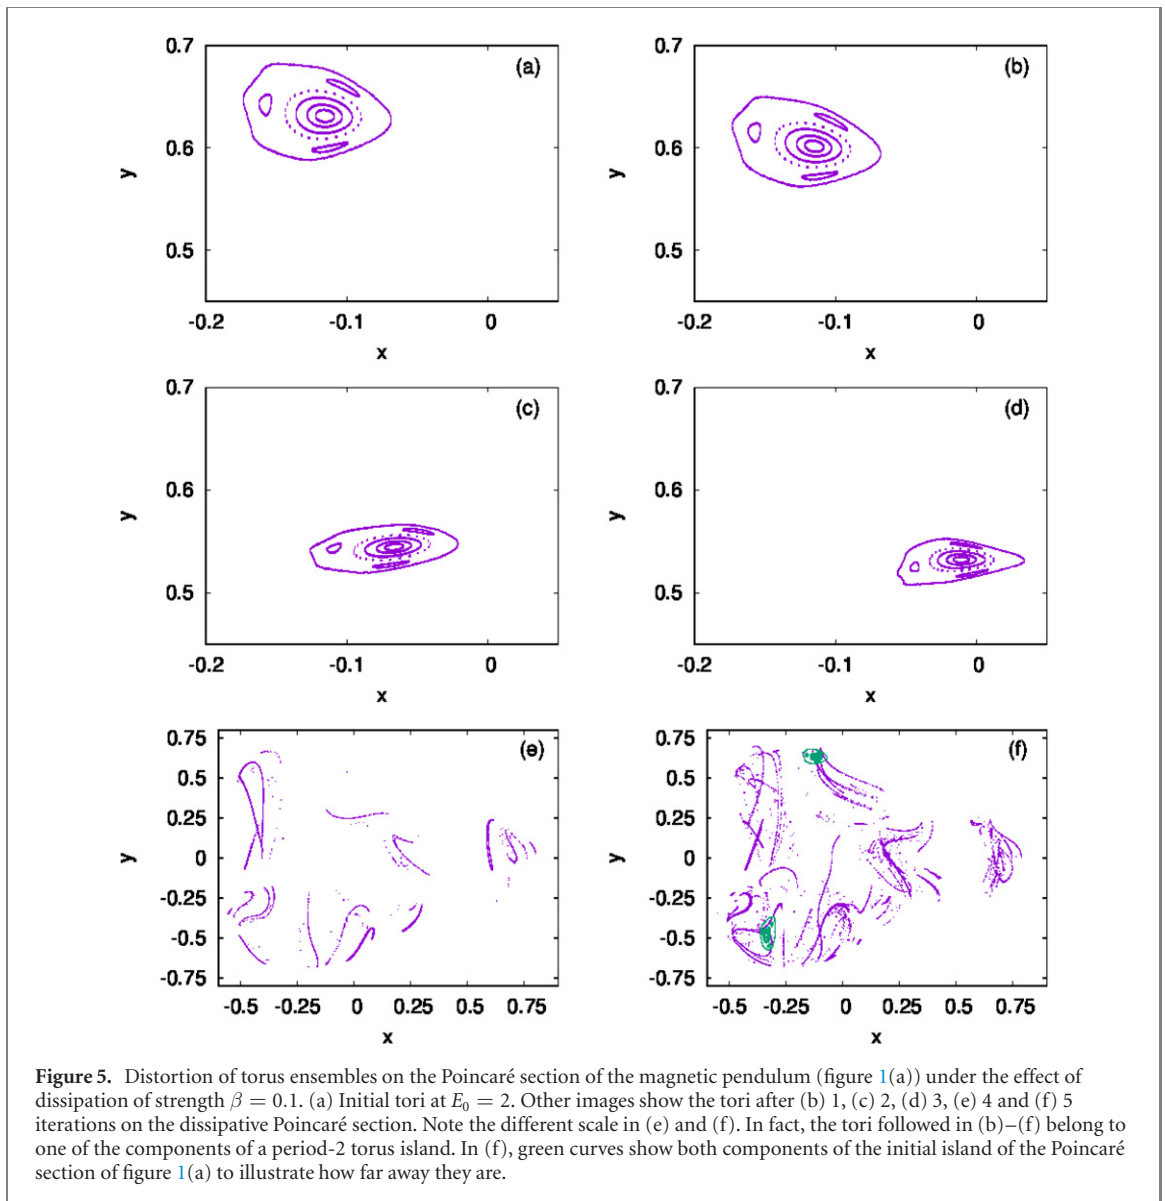 0.7
(a)
0.6
y
0.5
-0.2
-0.1
0
x
0.7
(b)
0.6
y
0.5
-0.2
-0.1
0
x
0.7
(c)
0.6
y
0.5
-0.2
-0.1
0
x
0.7
(d)
0.6
y
0.5
-0.2
-0.1
0
x
0.75
(e)
0.5
0.25
y
0
-0.25
-0.5
-0.75
-0.5
-0.25
0
0.25
0.5
0.75
x
0.75
(f)
0.5
0.25
y
0
-0.25
-0.5
-0.75
-0.5
-0.25
0
0.25
0.5
0.75
x
Figure 5. Distortion of torus ensembles on the Poincaré section of the magnetic pendulum (figure 1(a)) under the effect of
dissipation of strength β = 0.1. (a) Initial tori at E₀ = 2. Other images show the tori after (b) 1, (c) 2, (d) 3, (e) 4 and (f) 5
iterations on the dissipative Poincaré section. Note the different scale in (e) and (f). In fact, the tori followed in (b)–(f) belong to
one of the components of a period-2 torus island. In (f), green curves show both components of the initial island of the Poincaré
section of figure 1(a) to illustrate how far away they are.